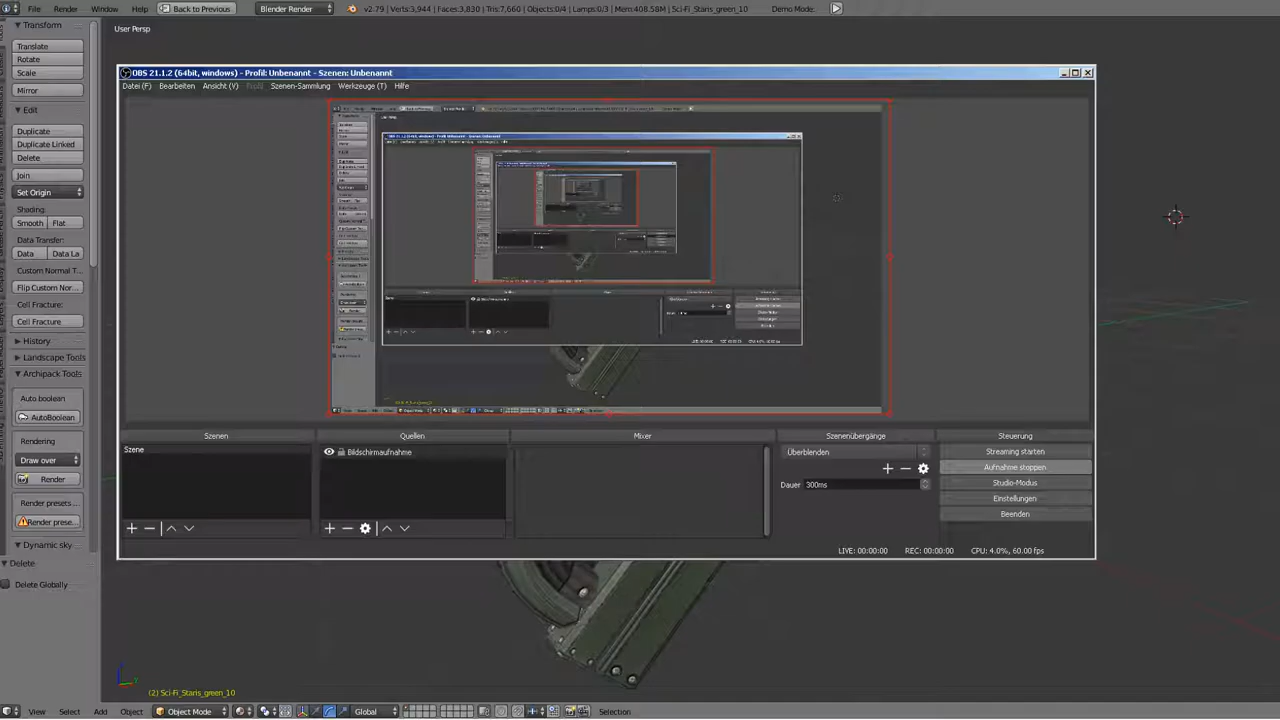 File Render Window Help Back to Previous Blender Render v2.79 | Verts:3,944 | Faces:3,830 | Tris:7,660 | Objects:0/4 | Lamps:0/3 | Mem:408.58M | Sci-Fi_Staris_green_10 Demo Mode:
Transform
User Persp
Translate
Rotate
Scale
Mirror
Edit
Duplicate
Duplicate Linked
Delete
Join
Set Origin
Shading:
Smooth Flat
Data Transfer:
Data Data La
Custom Normal T...
Flip Custom Nor...
Cell Fracture:
Cell Fracture
History
Landscape Tools
Archipack Tools
Auto boolean
AutoBoolean
Rendering
Draw over
Render
Render presets...
Render prese...
Dynamic sky
Delete
Delete Globally
OBS 21.1.2 (64bit, windows) - Profil: Unbenannt - Szenen: Unbenannt
Datei (F) Bearbeiten Ansicht (V) Profil Szenen-Sammlung Werkzeuge (T) Hilfe
Szenen Quellen Mixer Szenenübergänge Steuerung
Szene
Bildschirmaufnahme
Überblenden
Dauer 300ms
Streaming starten
Aufnahme stoppen
Studio-Modus
Einstellungen
Beenden
LIVE: 00:00:00 REC: 00:00:00 CPU: 4.0%, 60.00 fps
(2) Sci-Fi_Stairs_green_10
View Select Add Object Object Mode Global Selection